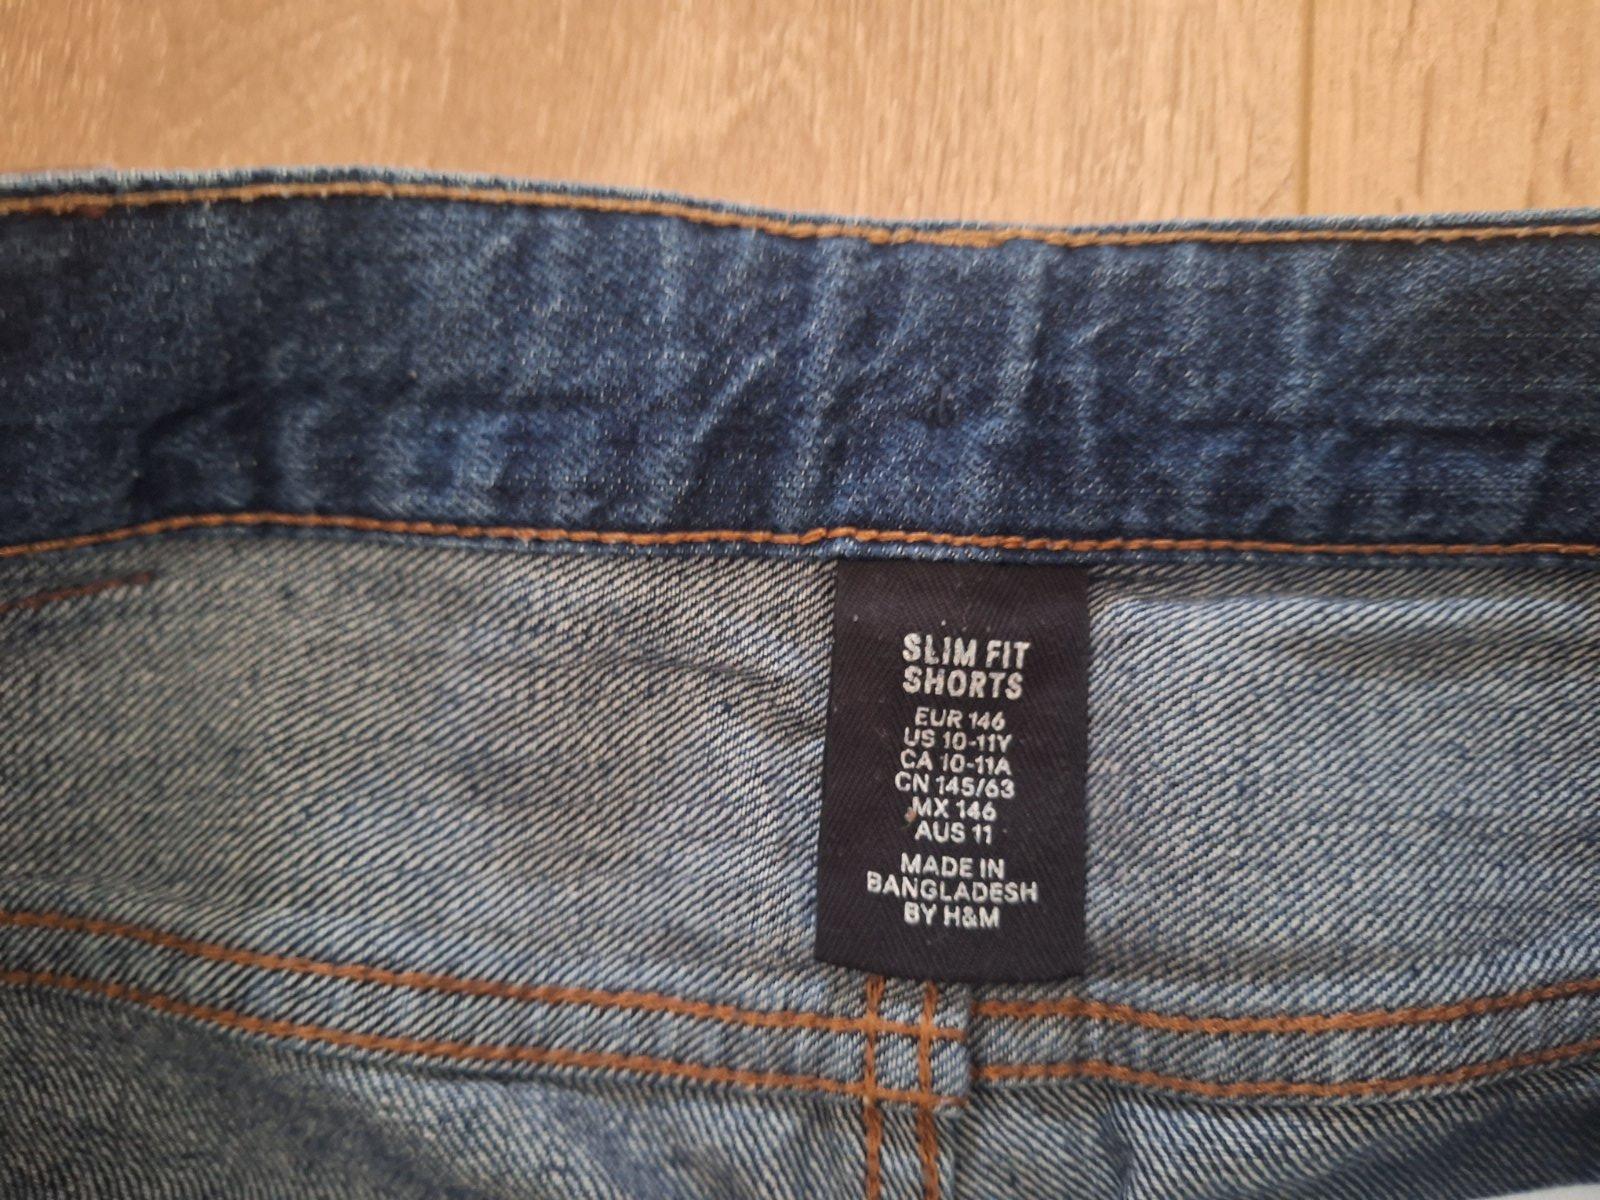 SLIM FIT
SHORTS
EUR 146
US 10-11Y
CA 10-11A
CN 145/63
MX 146
AUS 11
MADE IN
BANGLADESH
BY H&M